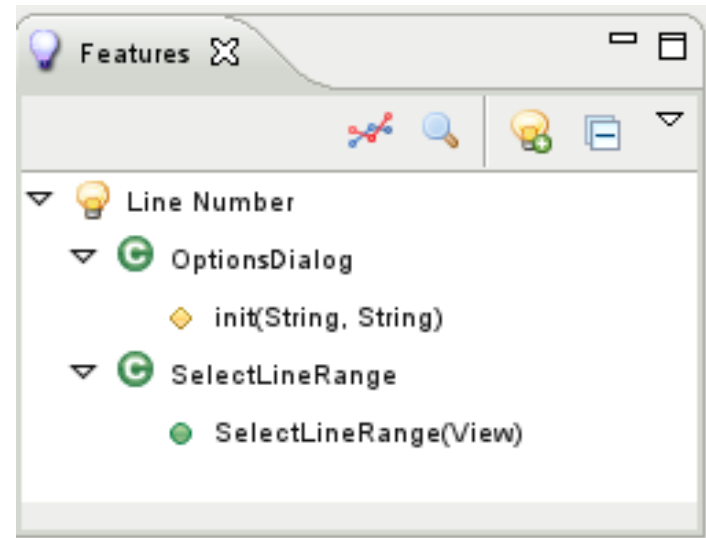 Features
Line Number
C OptionsDialog
init(String, String)
C SelectLineRange
SelectLineRange(View)